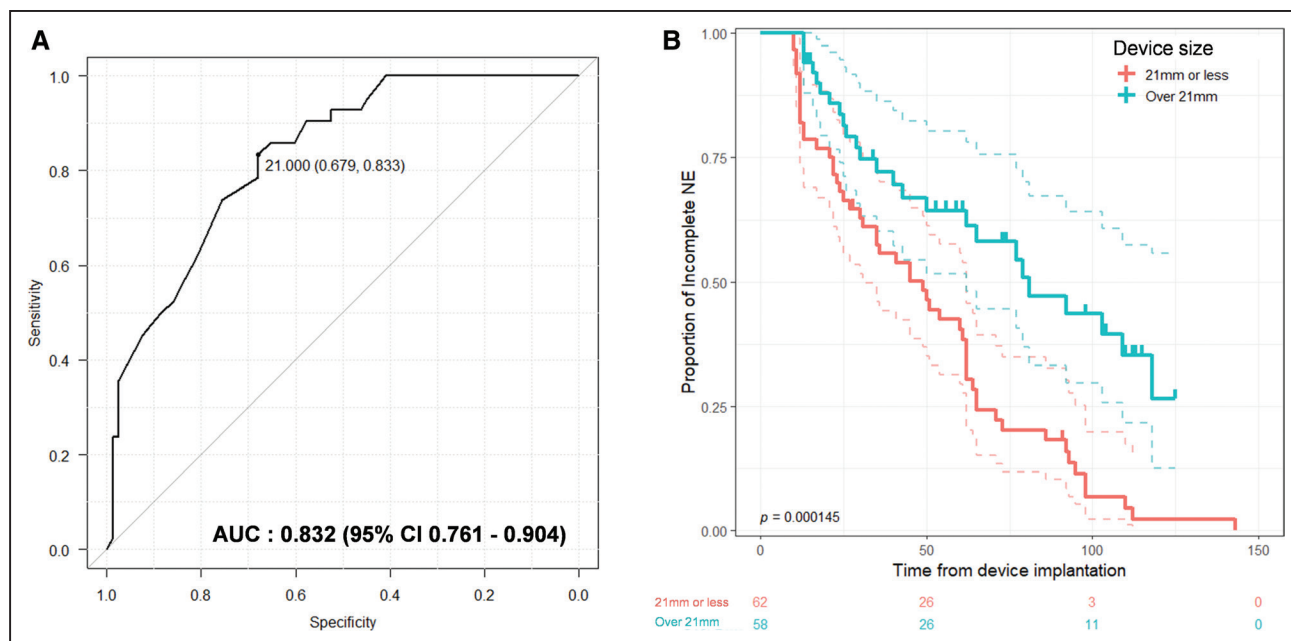 A
1.0
0.8
0.6
0.4
0.2
0.0
Sensitivity
21.000 (0.679, 0.833)
AUC : 0.832 (95% CI 0.761 - 0.904)
1.0 0.8 0.6 0.4 0.2 0.0
Specificity
B
1.00
0.75
0.50
0.25
0.00
Proportion of Incomplete NE
Device size
21mm or less
Over 21mm
p = 0.000145
0 50 100 150
Time from device implantation
21mm or less 62 26 3 0
Over 21mm 58 26 11 0